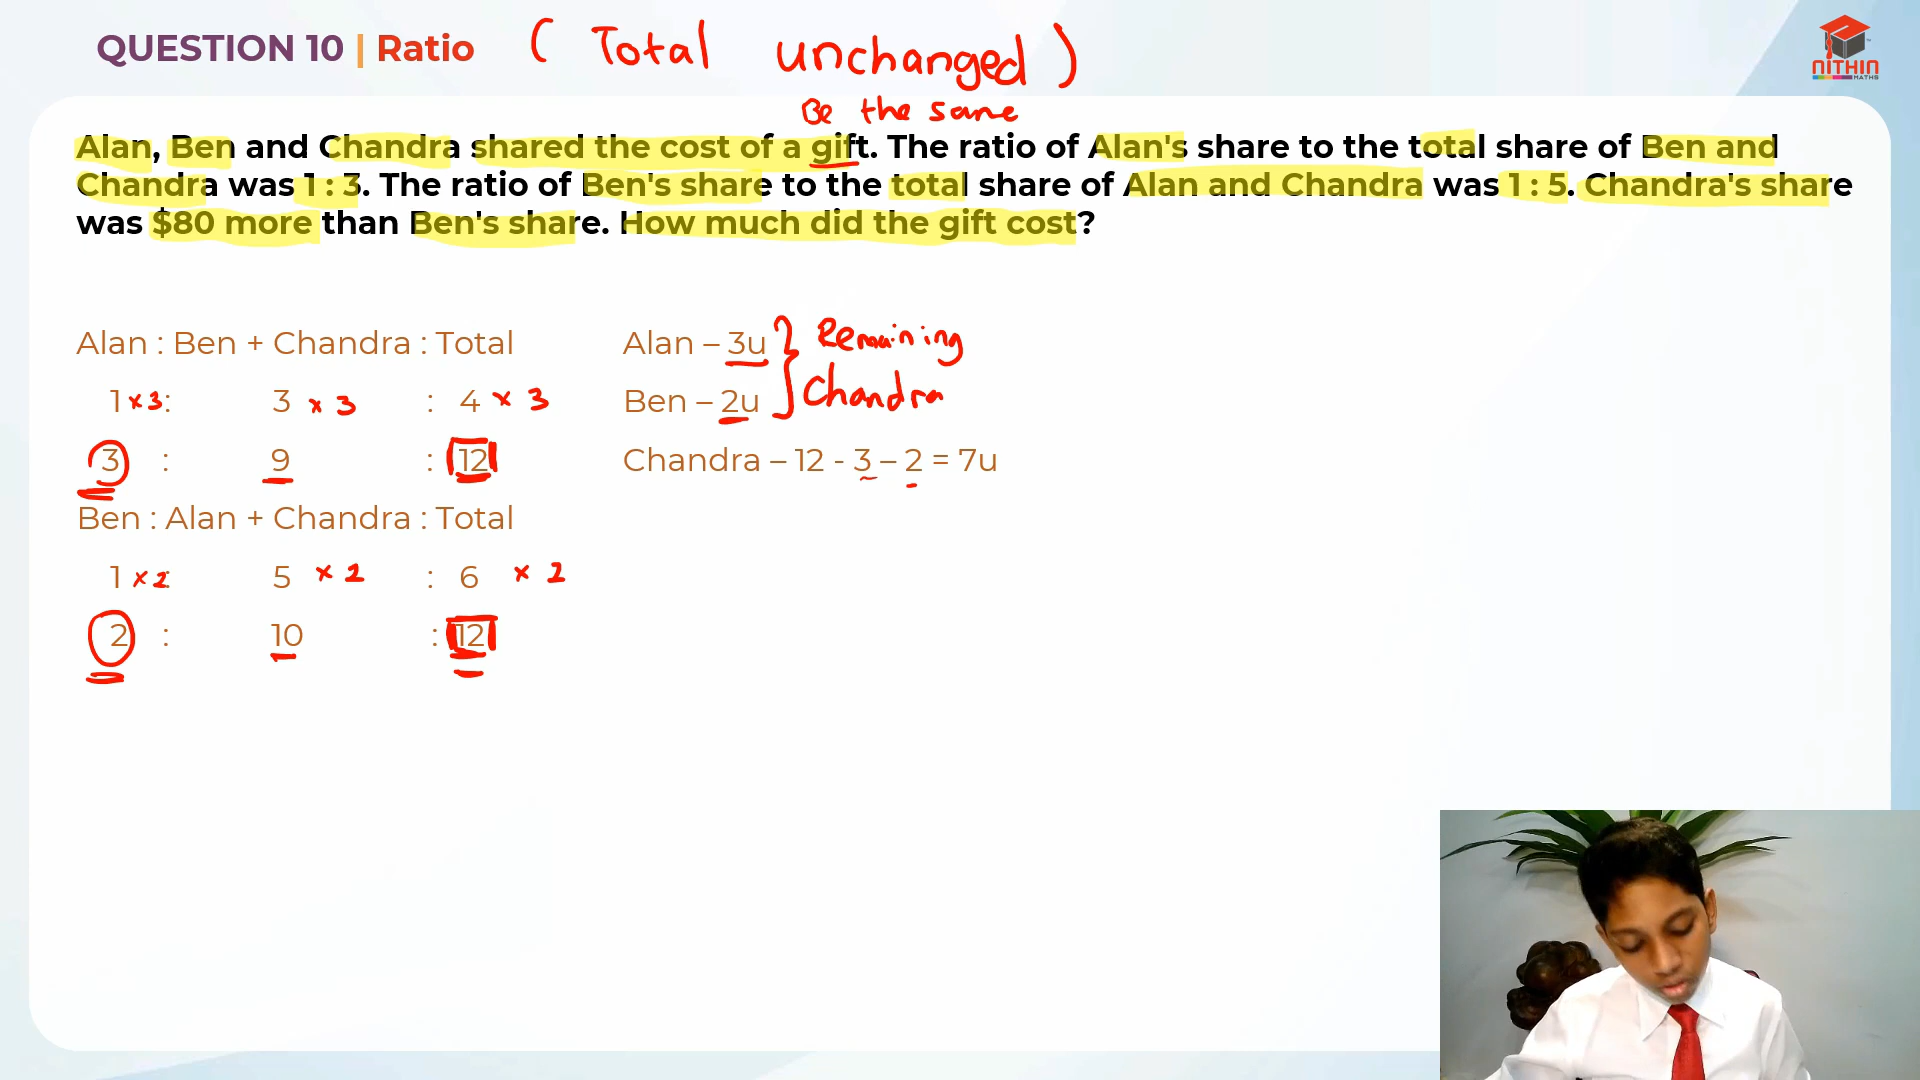 QUESTION 10 | Ratio ( Total unchanged )
Be the same
NITHIN
MATHS
Alan, Ben and Chandra shared the cost of a gift. The ratio of Alan's share to the total share of Ben and
Chandra was 1 : 3. The ratio of Ben's share to the total share of Alan and Chandra was 1 : 5. Chandra's share
was $80 more than Ben's share. How much did the gift cost?
Alan : Ben + Chandra : Total
1 × 3 : 3 × 3 : 4 × 3
3 : 9 : 12
Ben : Alan + Chandra : Total
1 × 2 : 5 × 2 : 6 × 2
2 : 10 : 12
Alan – 3u } Remaining
Ben – 2u Chandra
Chandra – 12 - 3 – 2 = 7u